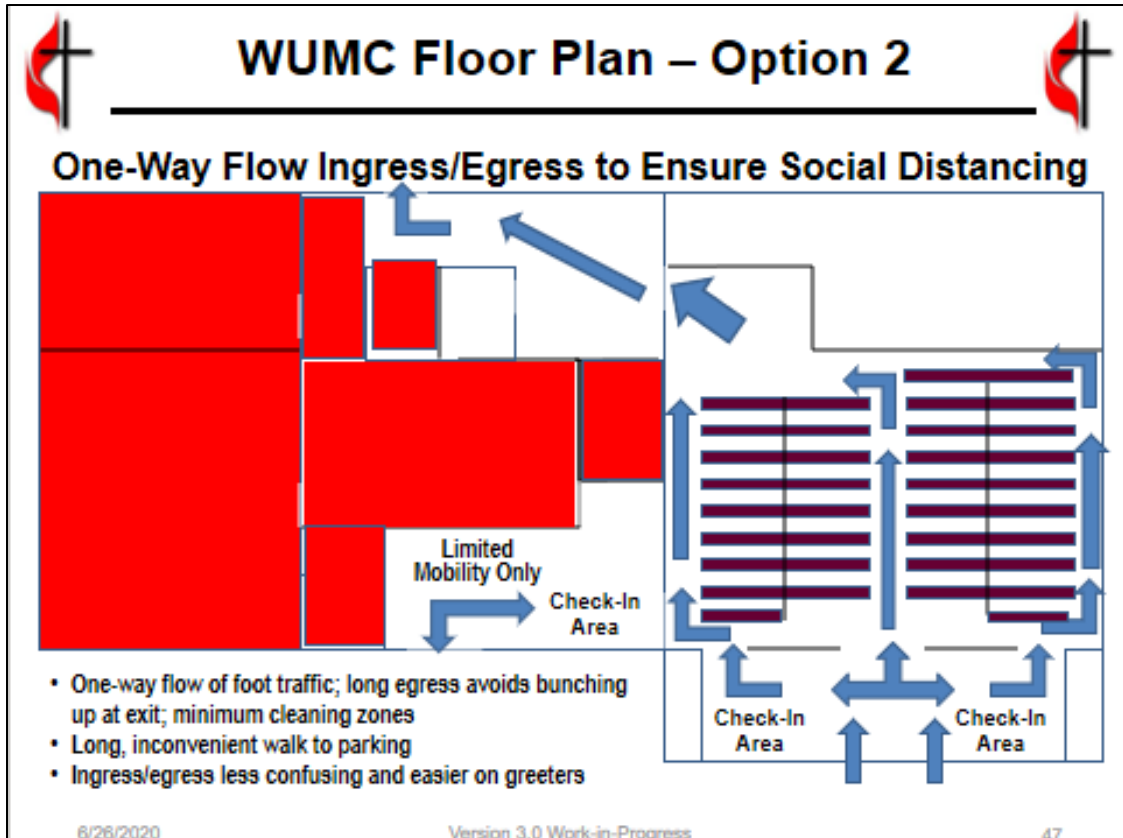 WUMC Floor Plan – Option 2
One-Way Flow Ingress/Egress to Ensure Social Distancing
Limited
Mobility Only
Check-In
Area
• One-way flow of foot traffic; long egress avoids bunching
up at exit; minimum cleaning zones
• Long, inconvenient walk to parking
• Ingress/egress less confusing and easier on greeters
Check-In
Area
Check-In
Area
6/26/2020
Version 3.0 Work-in-Progress
47